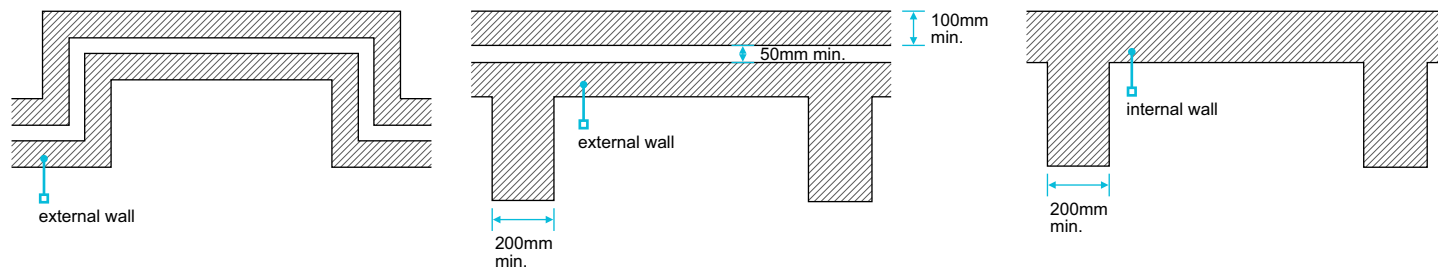 external wall
100mm
min.
50mm min.
external wall
200mm
min.
internal wall
200mm
min.